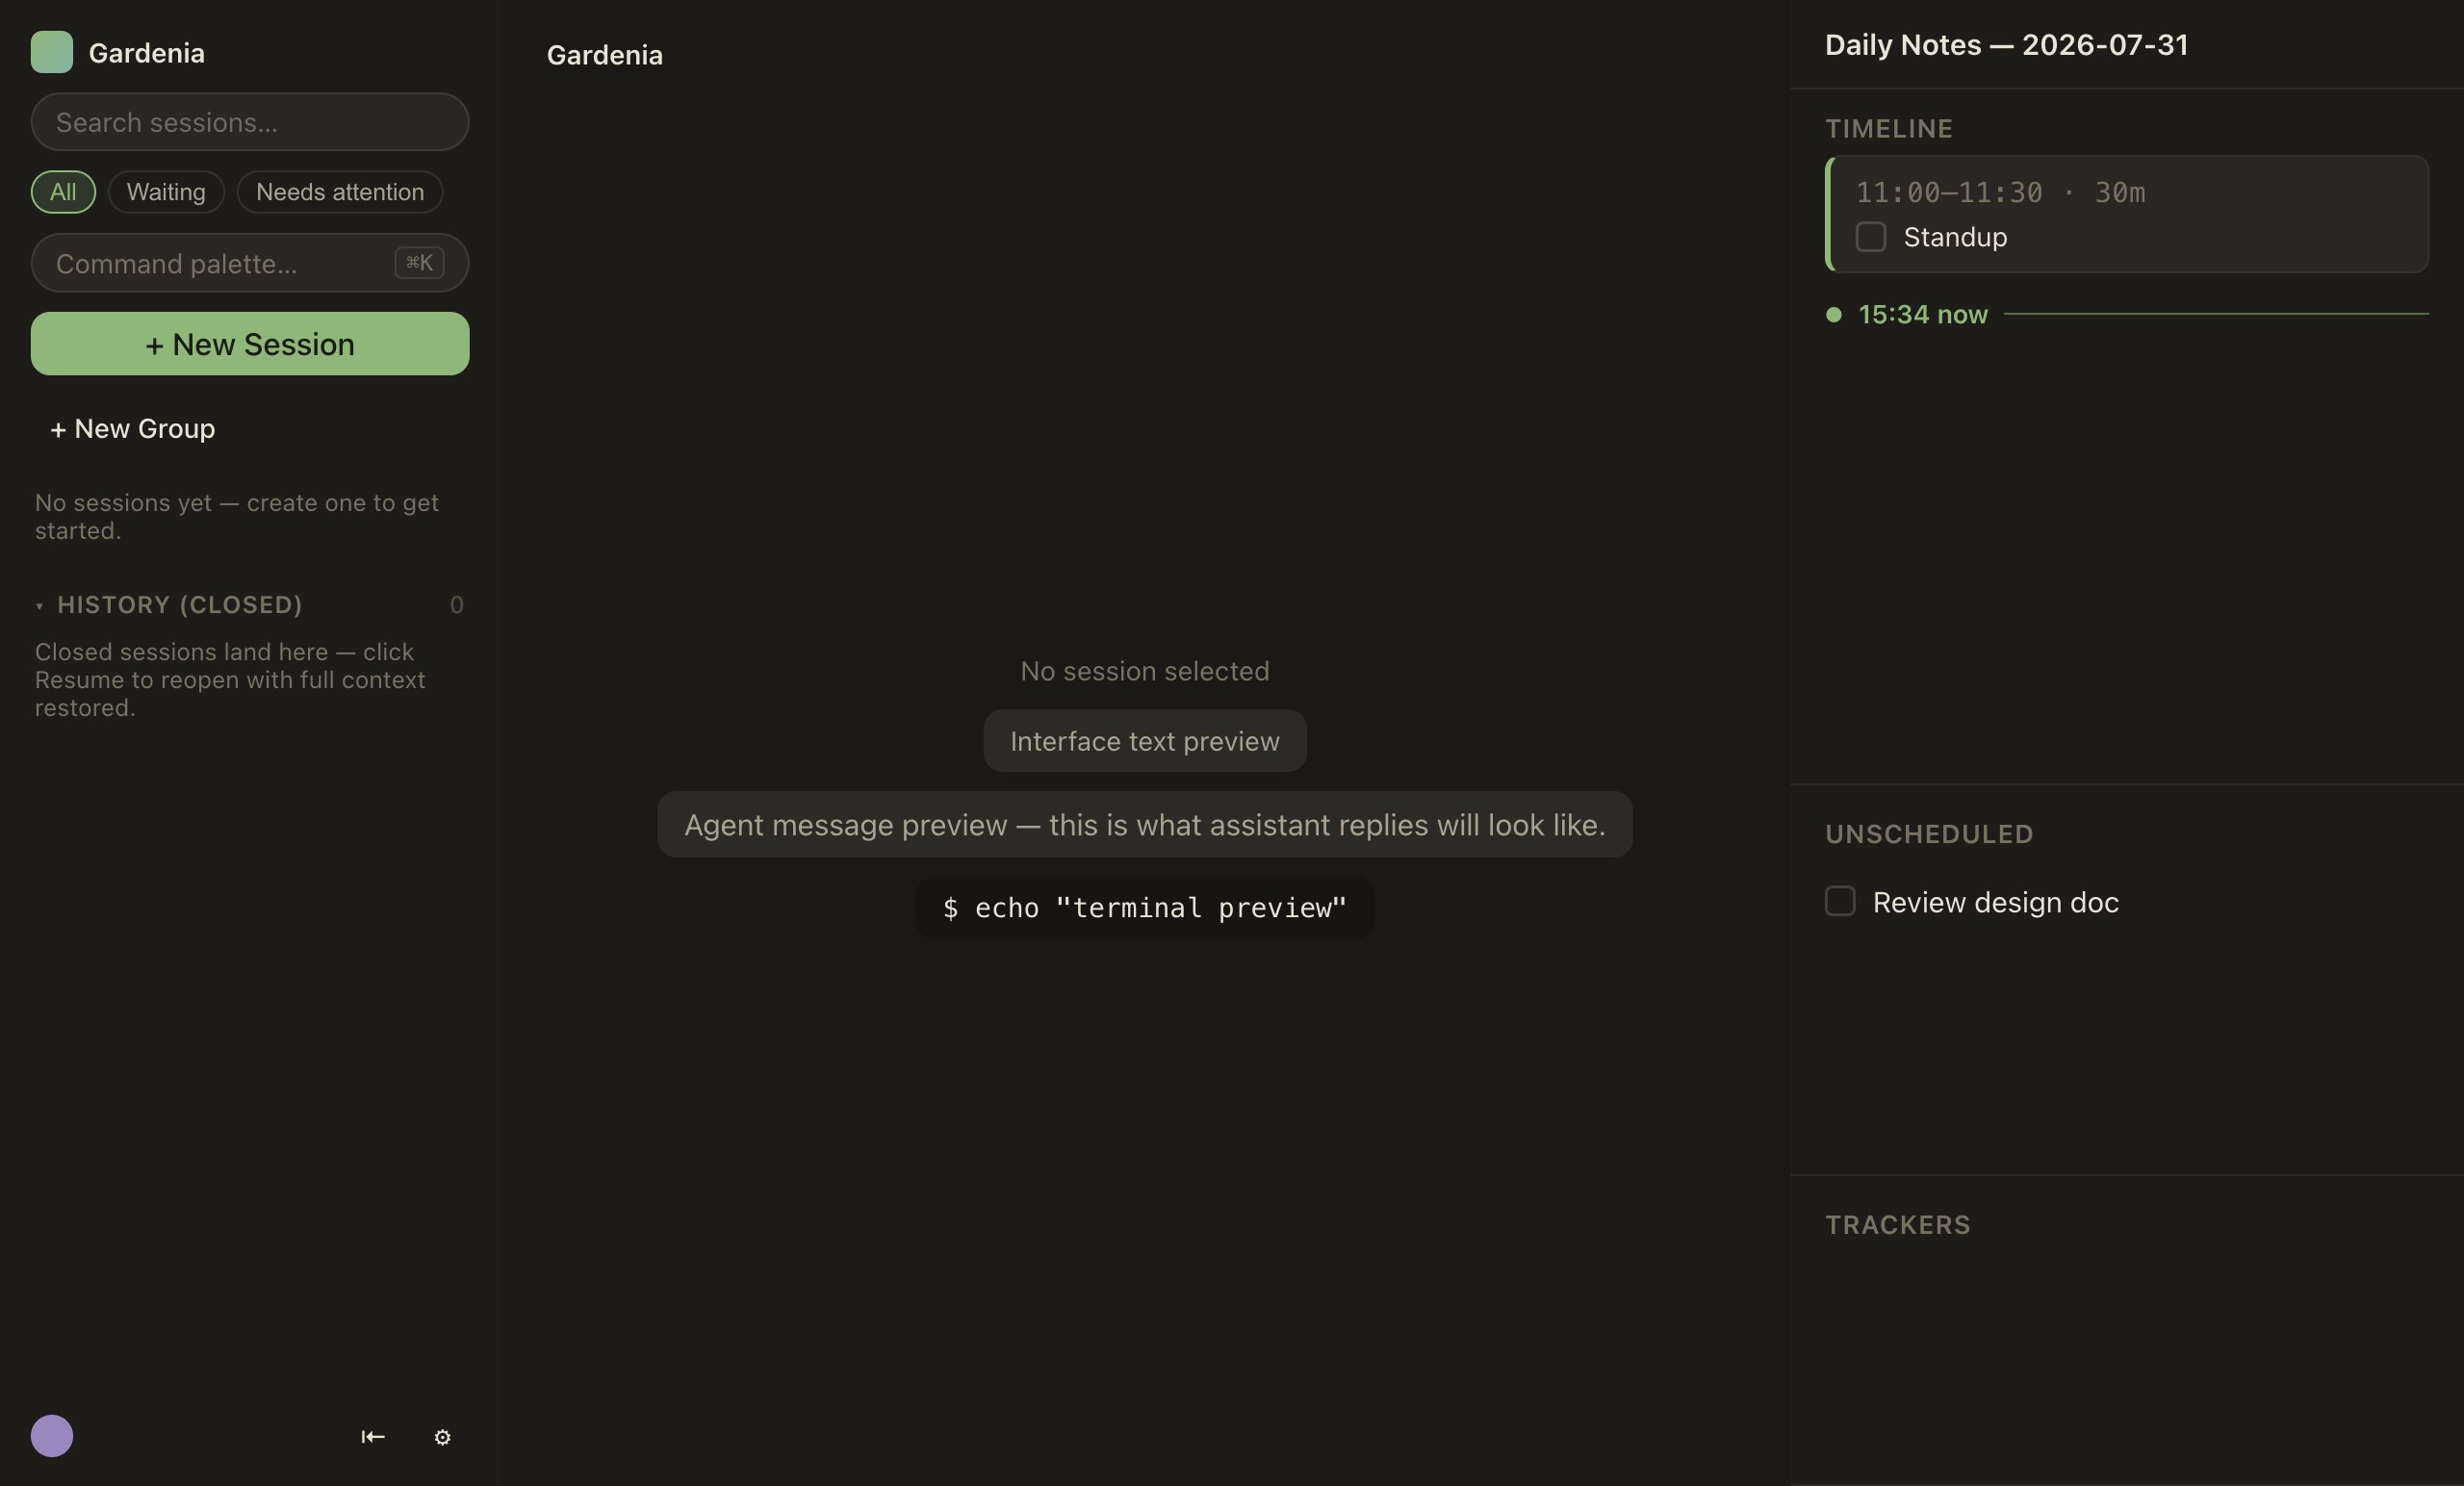 Gardenia
Search sessions…
All
Waiting
Needs attention
Command palette…
⌘K
+ New Session
+ New Group
No sessions yet — create one to get
started.
▾ HISTORY (CLOSED) 0
Closed sessions land here — click
Resume to reopen with full context
restored.
Gardenia
No session selected
Interface text preview
Agent message preview — this is what assistant replies will look like.
$ echo "terminal preview"
Daily Notes — 2026-07-31
TIMELINE
11:00–11:30 · 30m
Standup
15:34 now
UNSCHEDULED
Review design doc
TRACKERS